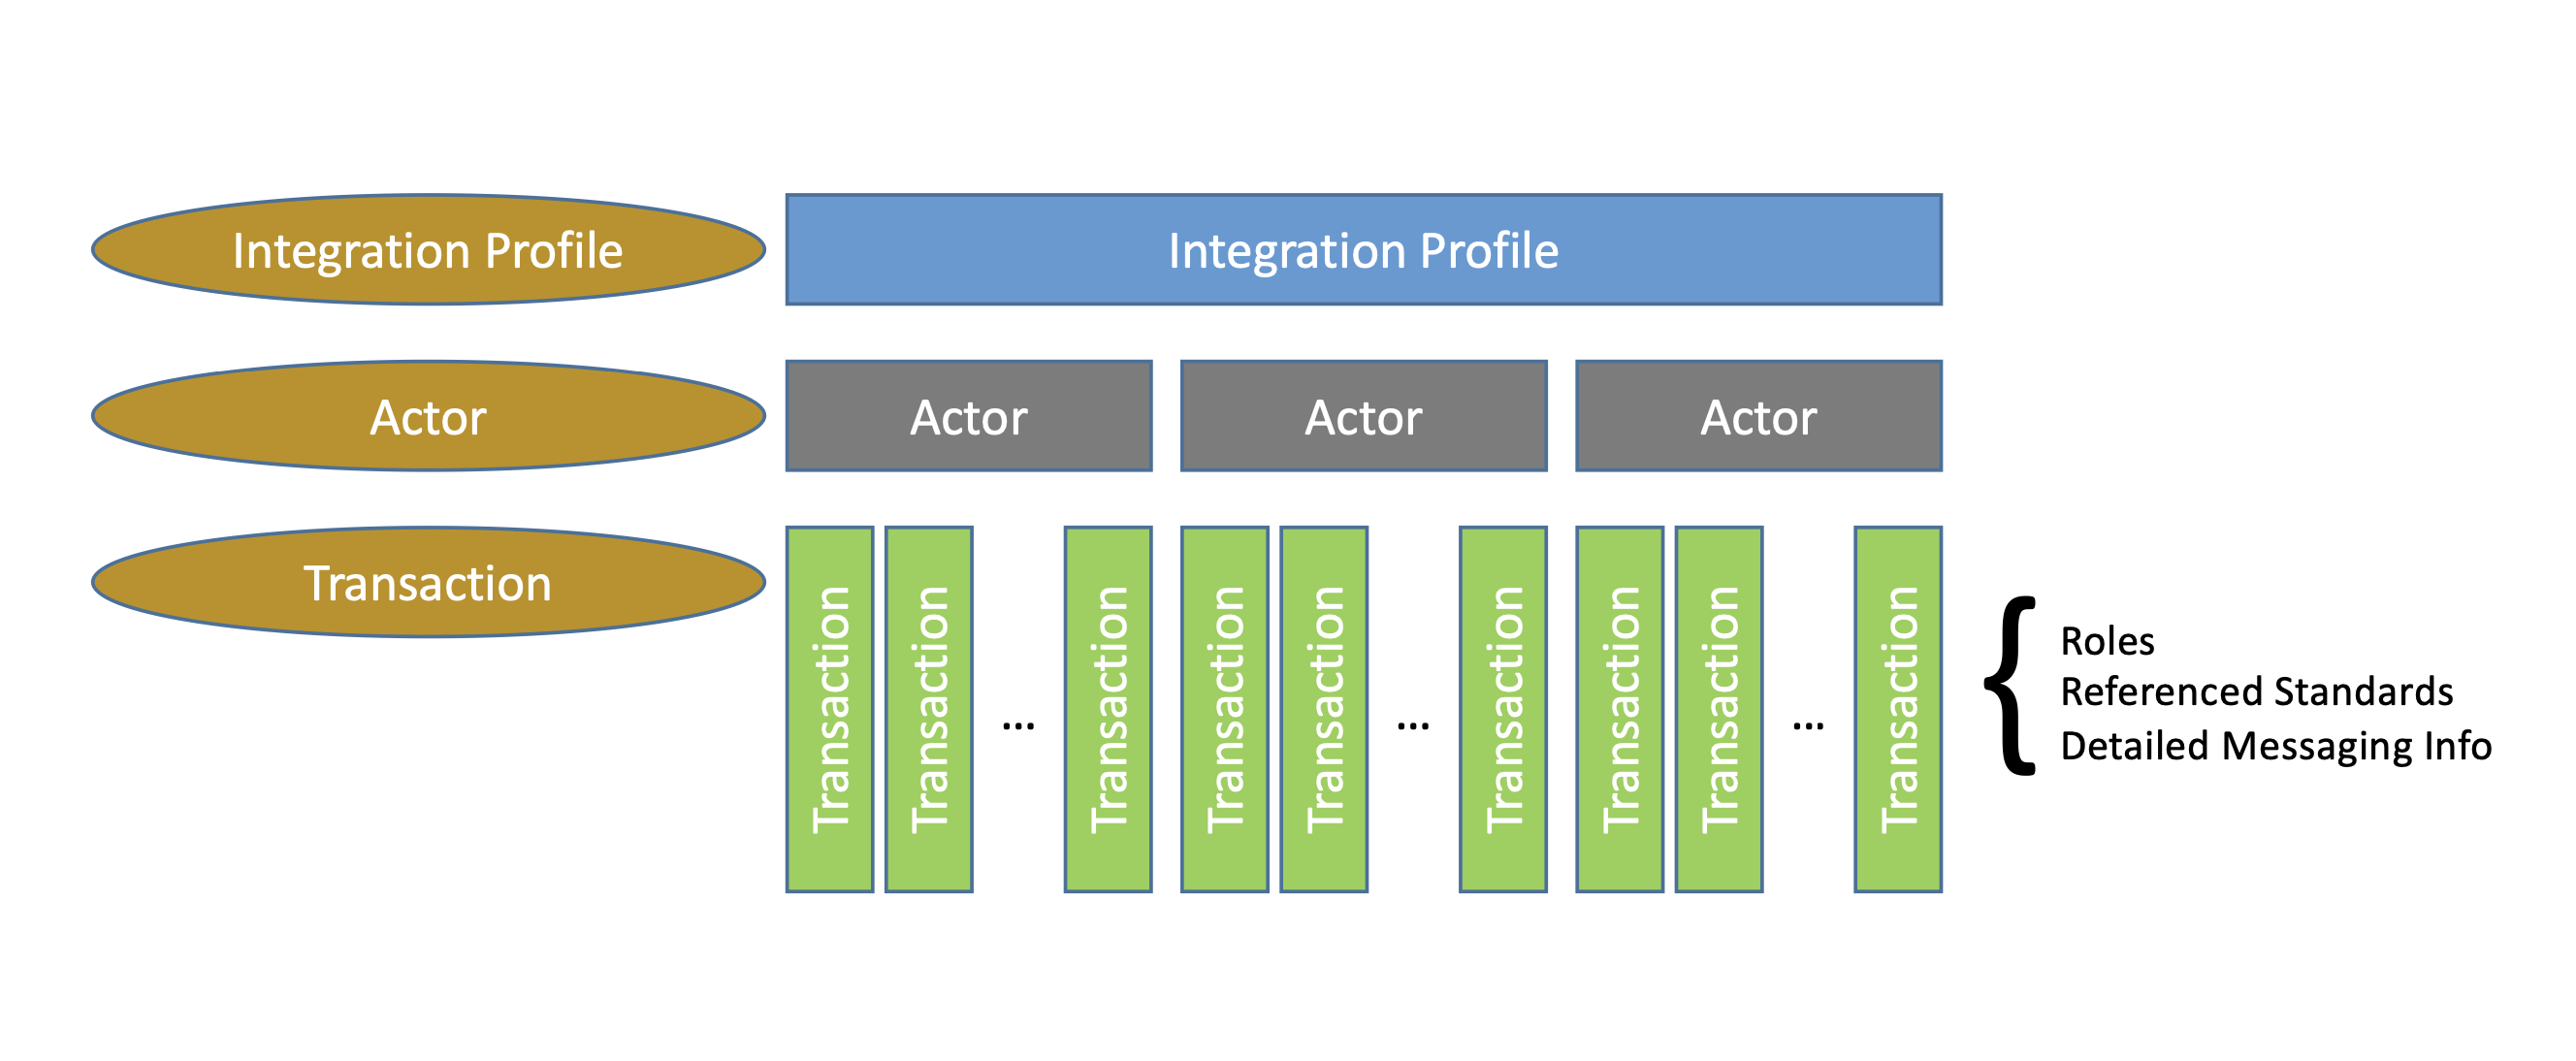 Integration Profile
Integration Profile
Actor
Actor
Actor
Actor
Transaction
Transaction
Transaction
...
Transaction
Transaction
Transaction
...
Transaction
Transaction
Transaction
...
Transaction
Roles
Referenced Standards
Detailed Messaging Info